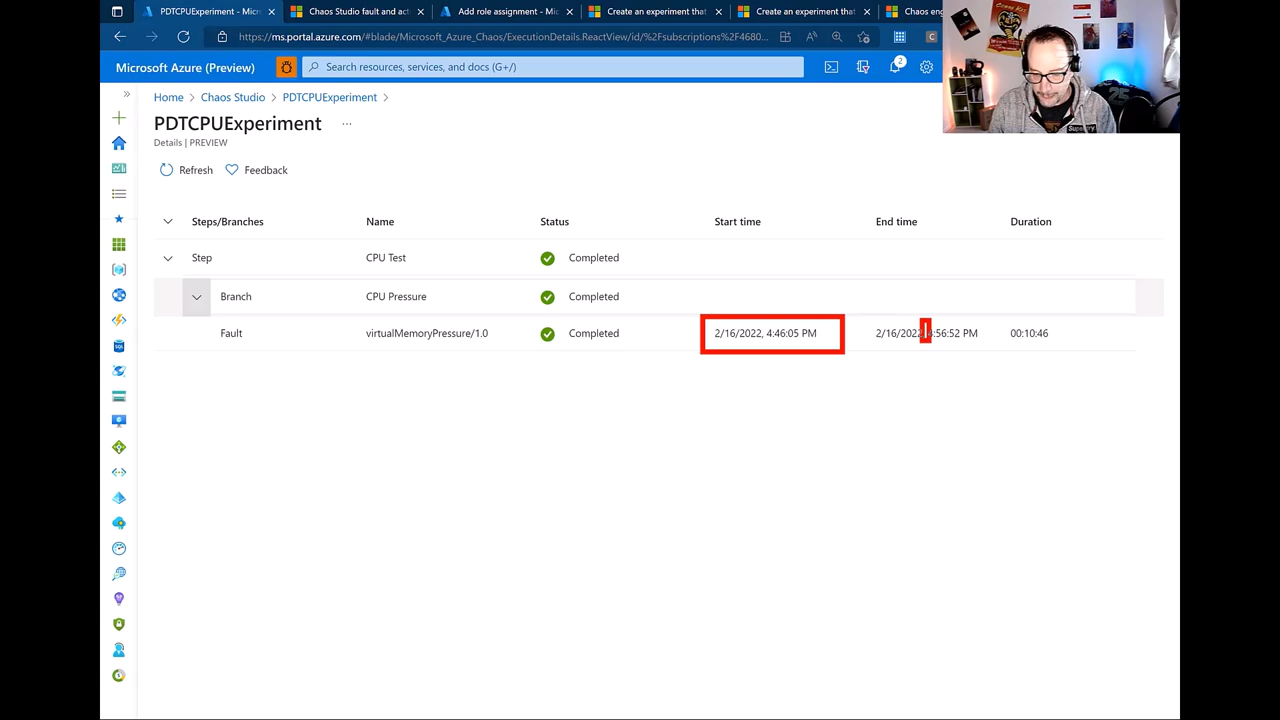 PDTCPUExperiment - Micros
Chaos Studio fault and act
Add role assignment - Mic
Create an experiment that
Create an experiment that
Chaos eng
https://ms.portal.azure.com/#blade/Microsoft_Azure_Chaos/ExecutionDetails.ReactView/id/%2Fsubscriptions%2F4680...
Microsoft Azure (Preview)
Search resources, services, and docs (G+/)
2
Home > Chaos Studio > PDTCPUExperiment >
PDTCPUExperiment ...
Details | PREVIEW
Refresh Feedback
Steps/Branches Name Status Start time End time Duration
Step CPU Test Completed
Branch CPU Pressure Completed
Fault virtualMemoryPressure/1.0 Completed 2/16/2022, 4:46:05 PM 2/16/2022, 4:56:52 PM 00:10:46